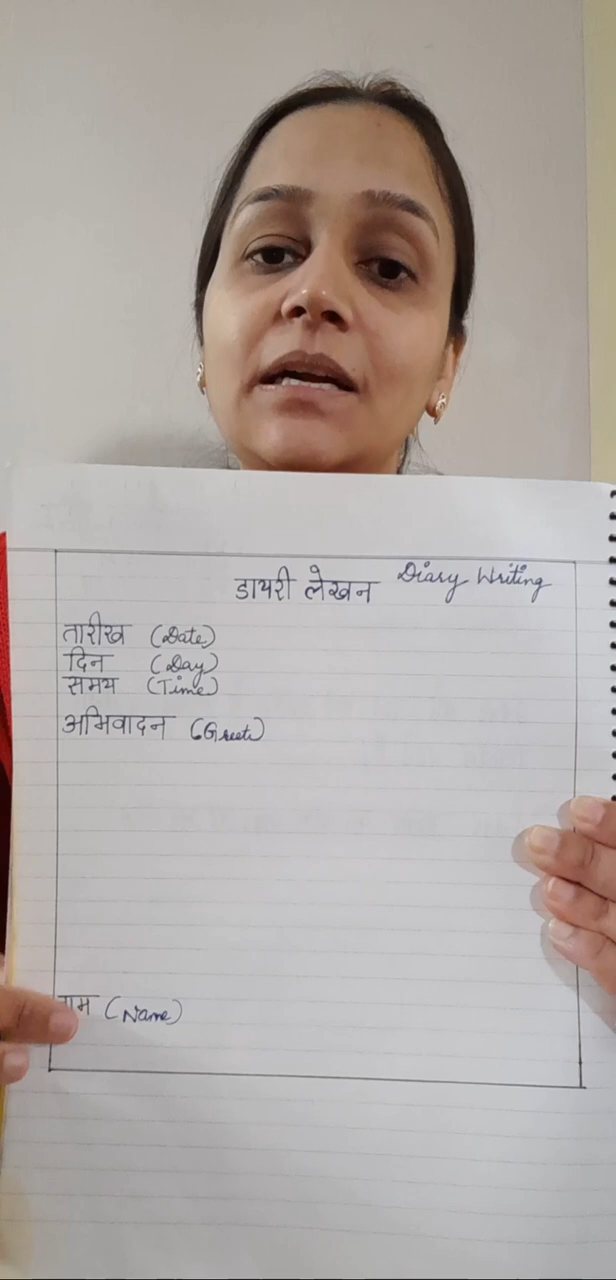 डायरी लेखन Diary Writing
तारीख (Date)
दिन (Day)
समय (Time)
अभिवादन (Greet)
(Name)